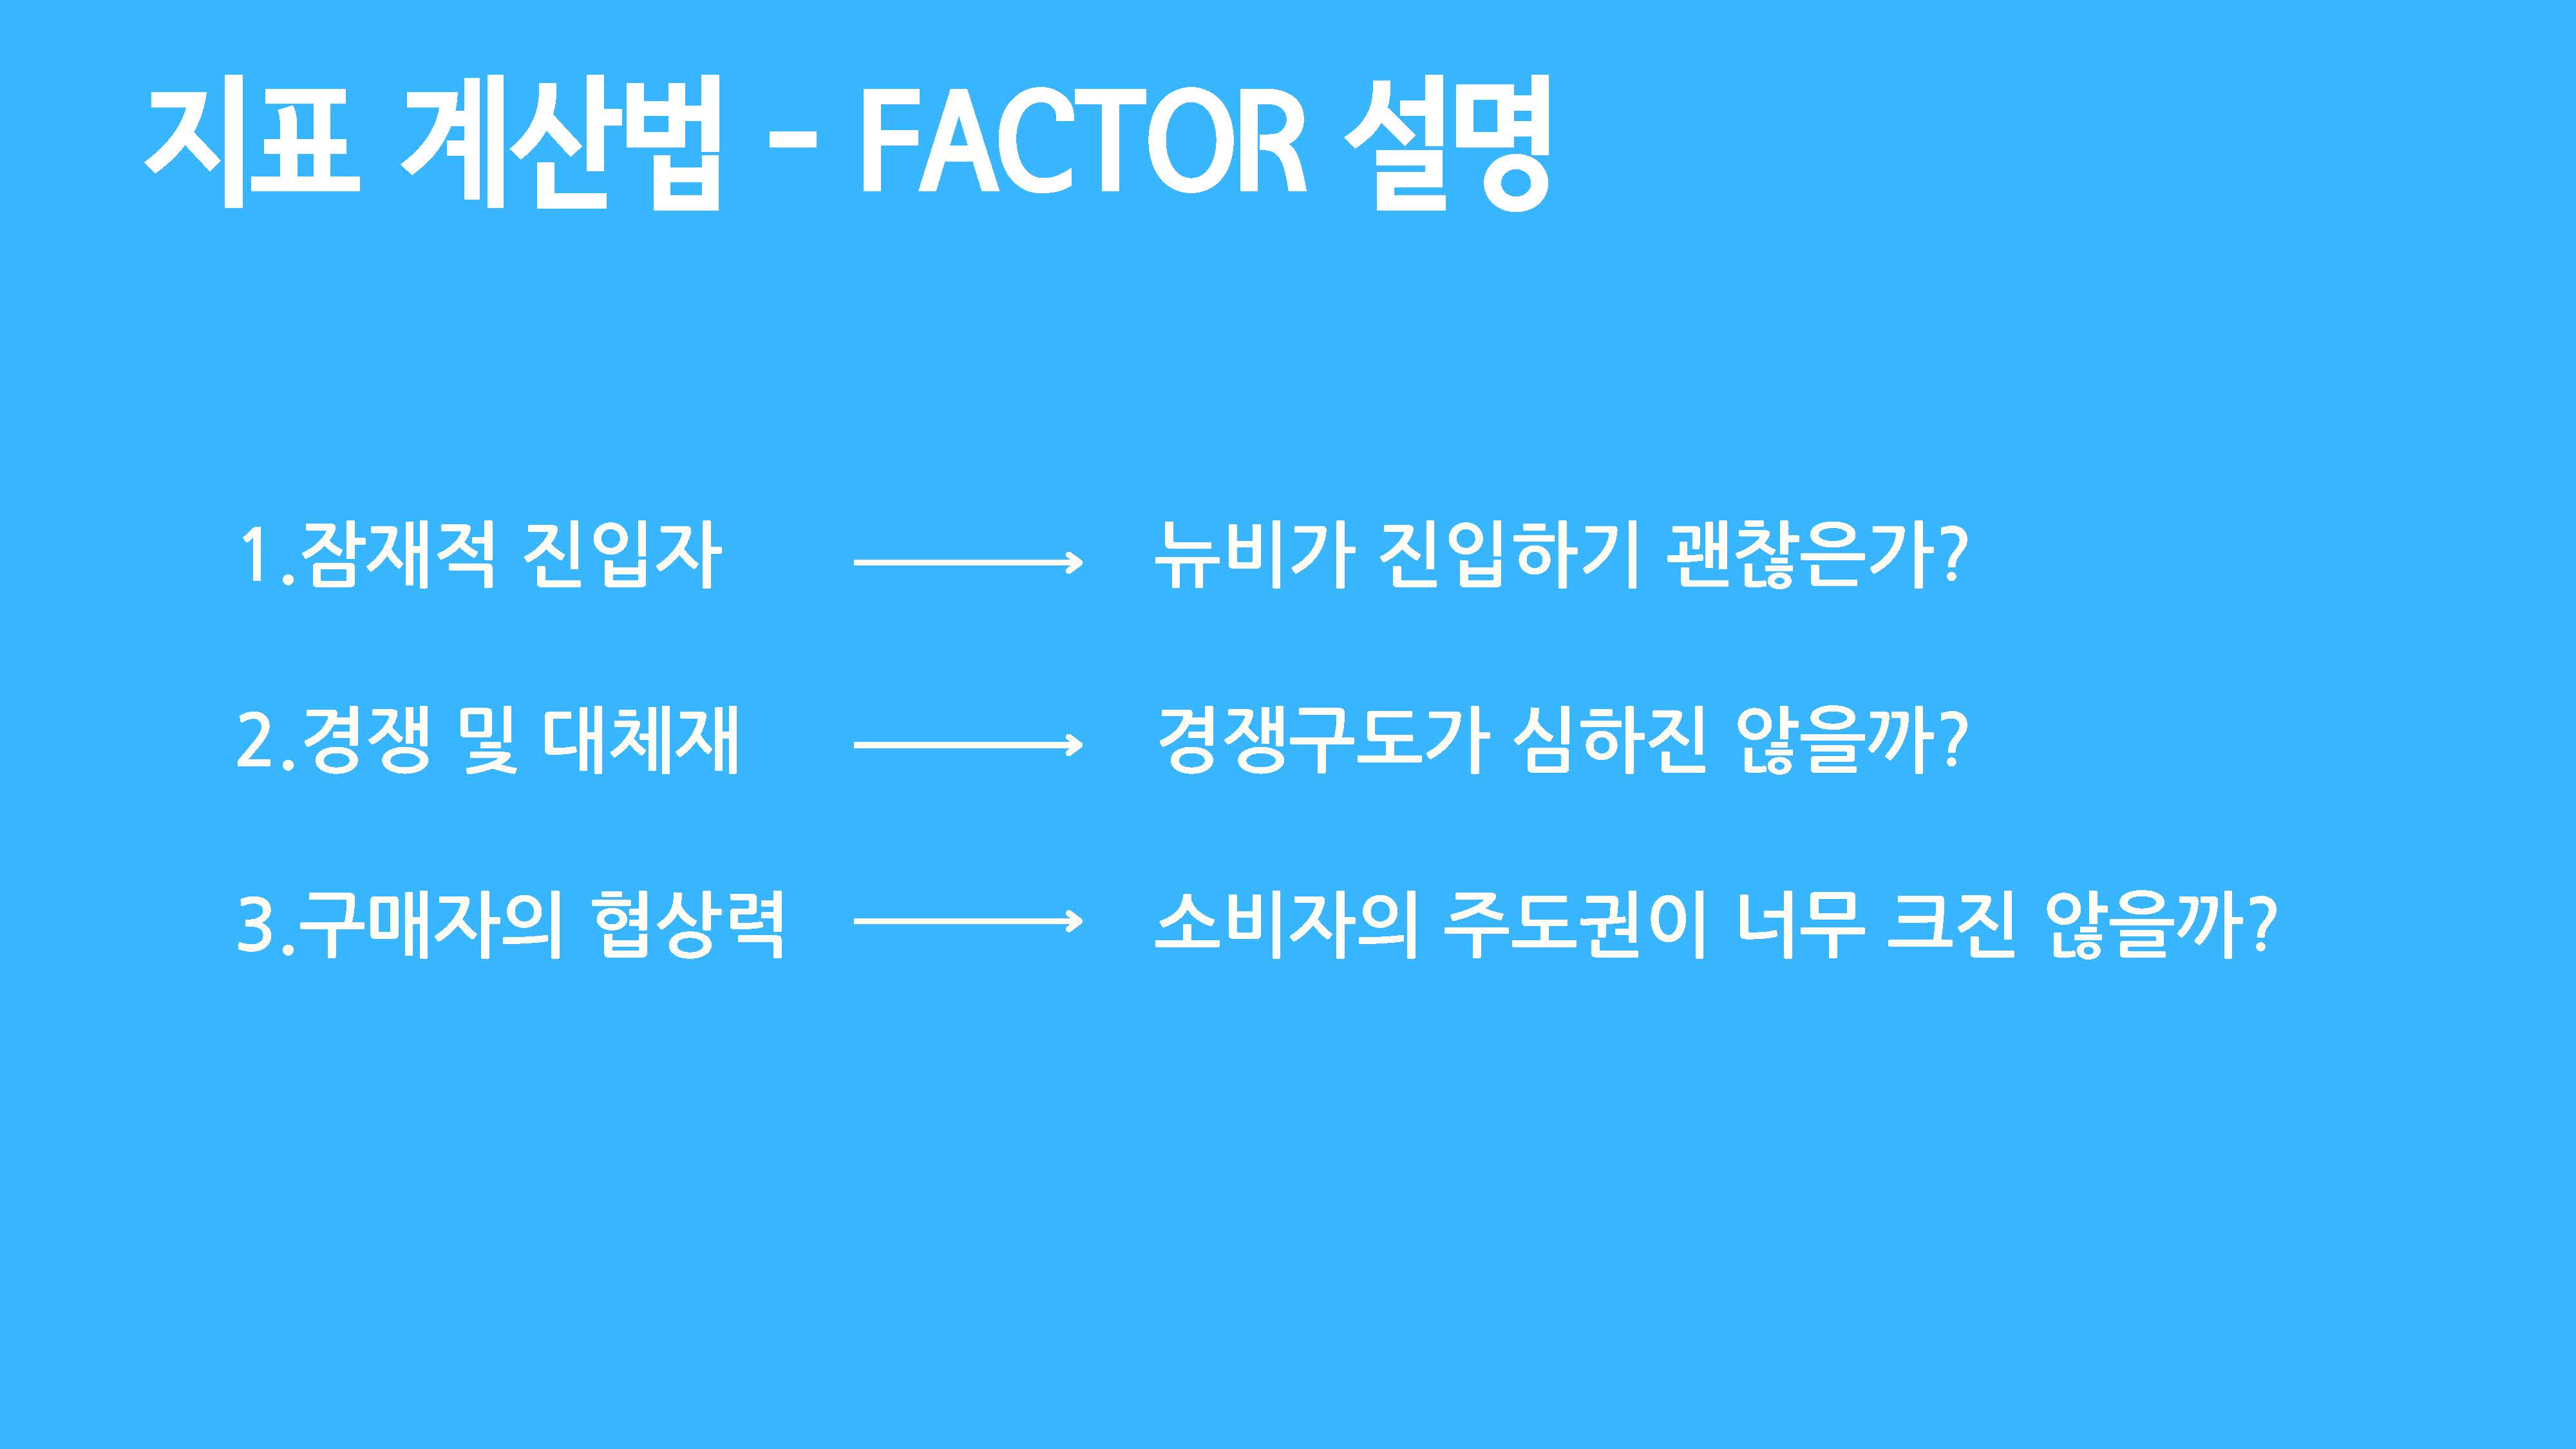 지표 계산법 - FACTOR 설명
1.잠재적 진입자 → 뉴비가 진입하기 괜찮은가?
2.경쟁 및 대체재 → 경쟁구도가 심하진 않을까?
3.구매자의 협상력 → 소비자의 주도권이 너무 크진 않을까?